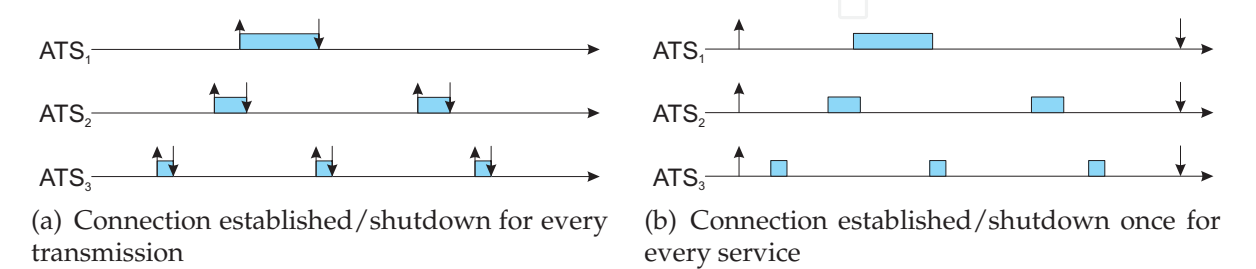 ATS₁
ATS₂
ATS₃
(a) Connection established/shutdown for every
transmission
ATS₁
ATS₂
ATS₃
(b) Connection established/shutdown once for
every service